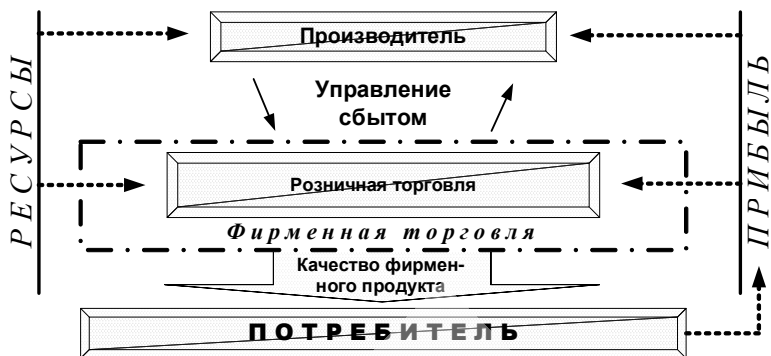 Производитель
РЕСУРСЫ
Управление
сбытом
ПРИБЫЛЬ
Розничная торговля
Фирменная торговля
Качество фирмен-
ного продукта
ПОТРЕБИТЕЛЬ